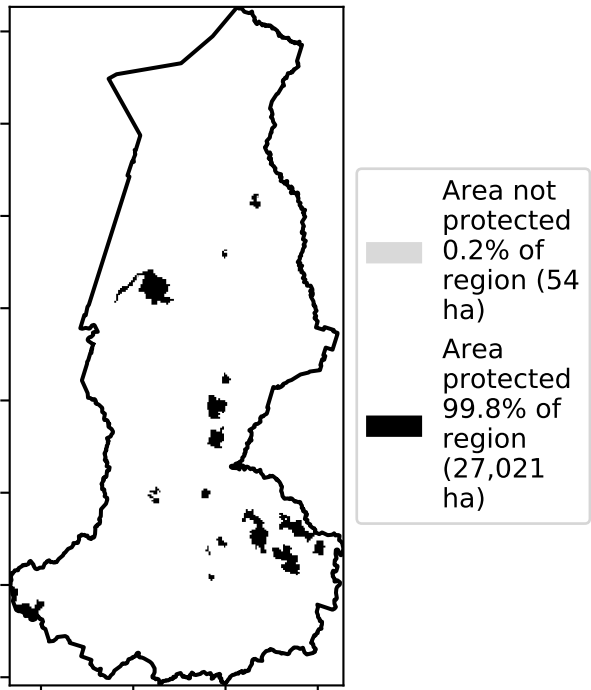 Area not
protected
0.2% of
region (54
ha)
Area
protected
99.8% of
region
(27,021
ha)